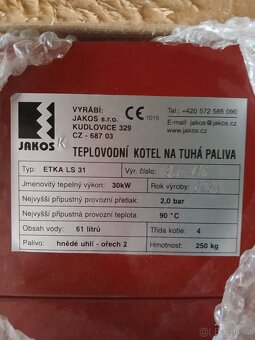 VYRÁBÍ:
JAKOS s.r.o.
KUDLOVICE 329
CZ - 687 03
CE 1015
Tel.: +420 572 585 090
E-mail: jakos@jakos.cz
www.jakos.cz
JAKOS K
TEPLOVODNÍ KOTEL NA TUHÁ PALIVA
Typ: ETKA LS 31 Výr. číslo:
Jmenovitý tepelný výkon: 30kW Rok výroby:
Nejvyšší přípustný provozní přetlak: 2,0 bar
Nejvyšší přípustná provozní teplota: 90 °C
Obsah vody: 61 litrů Třída kotle: 4
Palivo: hnědé uhlí - ořech 2 Hmotnost: 250 kg